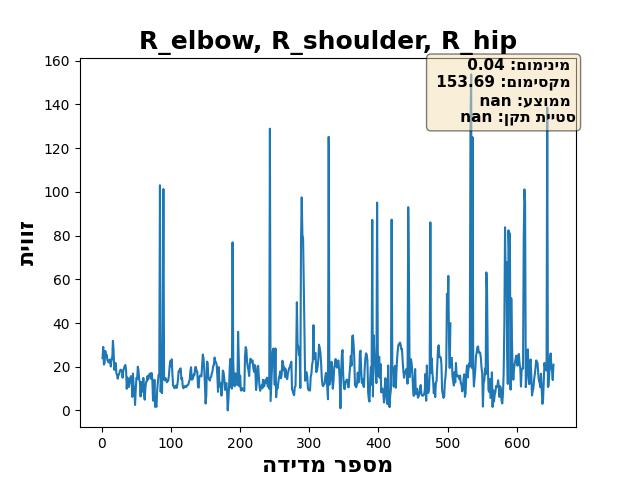 R_elbow, R_shoulder, R_hip
מינימום: 0.04
מקסימום: 153.69
ממוצע: nan
סטיית תקן: nan
160
140
120
100
80
60
40
20
0
זווית
0 100 200 300 400 500 600
מספר מדידה